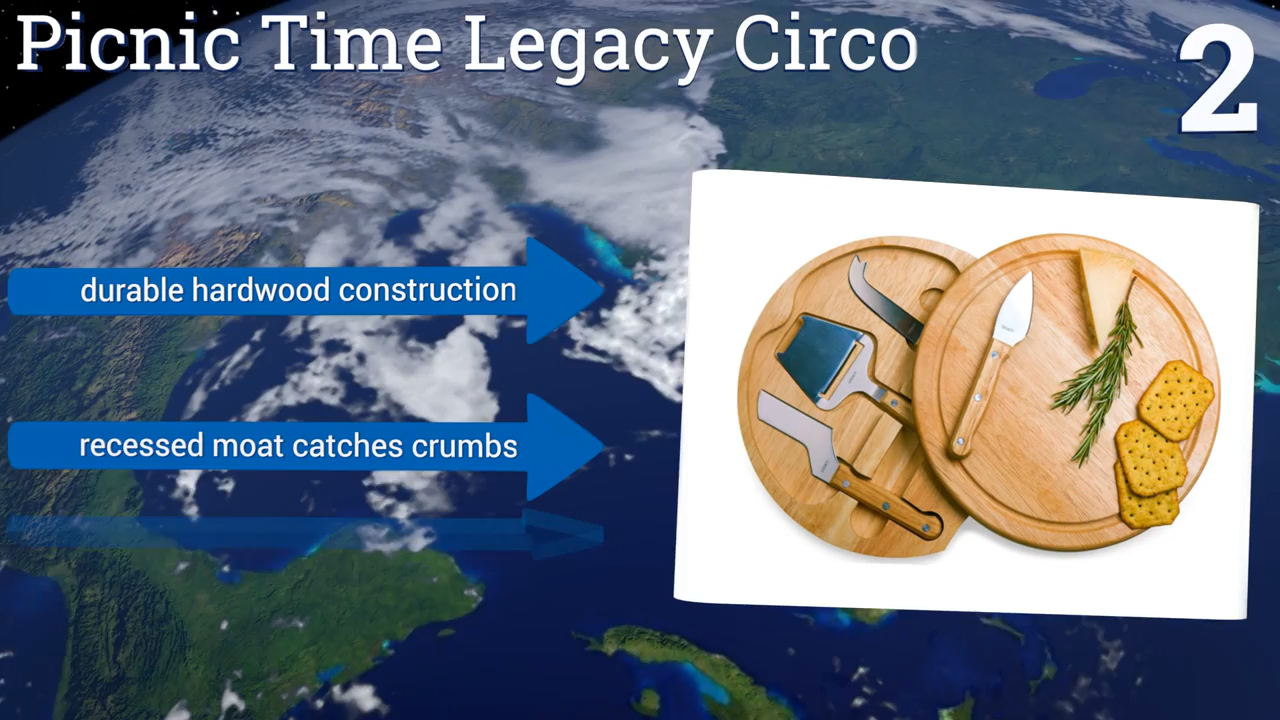 Picnic Time Legacy Circo
2
durable hardwood construction
recessed moat catches crumbs